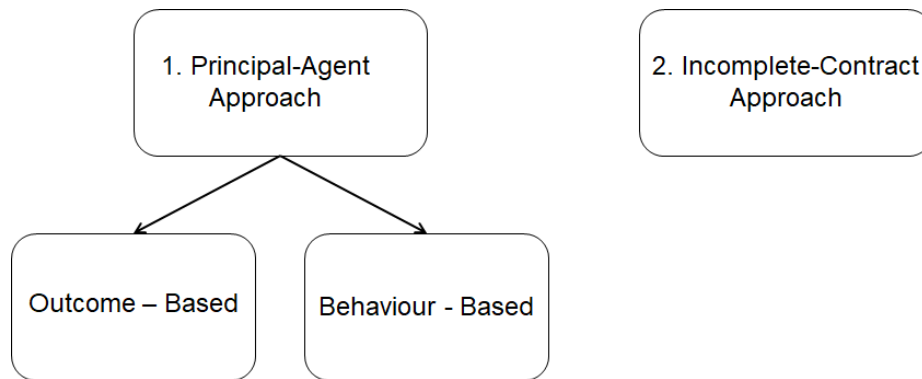 1. Principal-Agent
Approach
2. Incomplete-Contract
Approach
Outcome – Based
Behaviour - Based